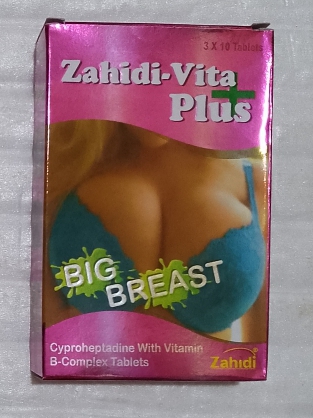 3 X 10 Tablets
Zahidi-Vita
Plus
BIG
BREAST
Cyproheptadine With Vitamin
B-Complex Tablets
Zahidi®